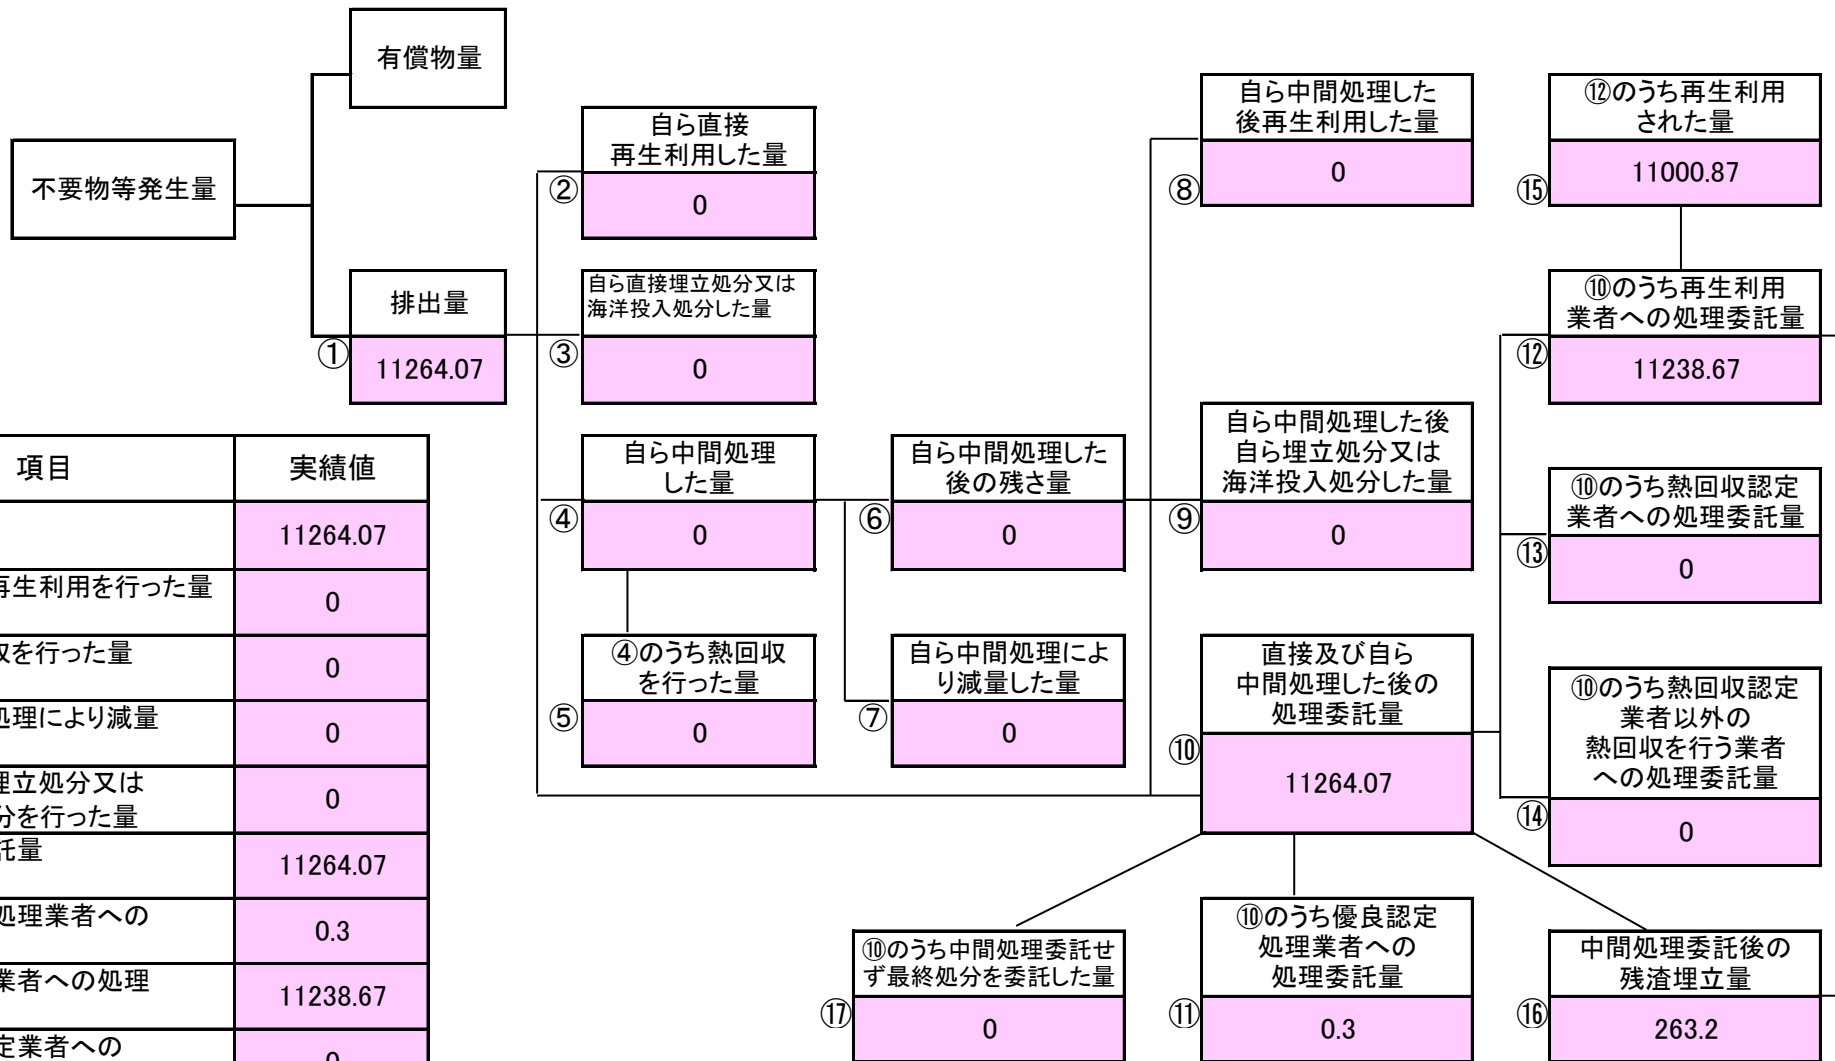 有償物量
不要物等発生量
排出量
①
11264.07
自ら直接
再生利用した量
②
0
自ら直接埋立処分又は
海洋投入処分した量
③
0
自ら中間処理
した量
④
0
④のうち熱回収
を行った量
⑤
0
自ら中間処理した
後の残さ量
⑥
0
自ら中間処理によ
り減量した量
⑦
0
自ら中間処理した
後再生利用した量
⑧
0
自ら中間処理した後
自ら埋立処分又は
海洋投入処分した量
⑨
0
直接及び自ら
中間処理した後の
処理委託量
⑩
11264.07
⑫のうち再生利用
された量
⑮
11000.87
⑩のうち再生利用
業者への処理委託量
⑫
11238.67
⑩のうち熱回収認定
業者への処理委託量
⑬
0
⑩のうち熱回収認定
業者以外の
熱回収を行う業者
への処理委託量
⑭
0
⑩のうち中間処理委託せ
ず最終処分を委託した量
⑰
0
⑩のうち優良認定
処理業者への
処理委託量
⑪
0.3
中間処理委託後の
残渣埋立量
⑯
263.2
項目 実績値
11264.07
再生利用を行った量
0
を行った量
0
処理により減量
0
埋立処分又は
分を行った量
0
託量
11264.07
処理業者への
0.3
業者への処理
11238.67
定業者への
0